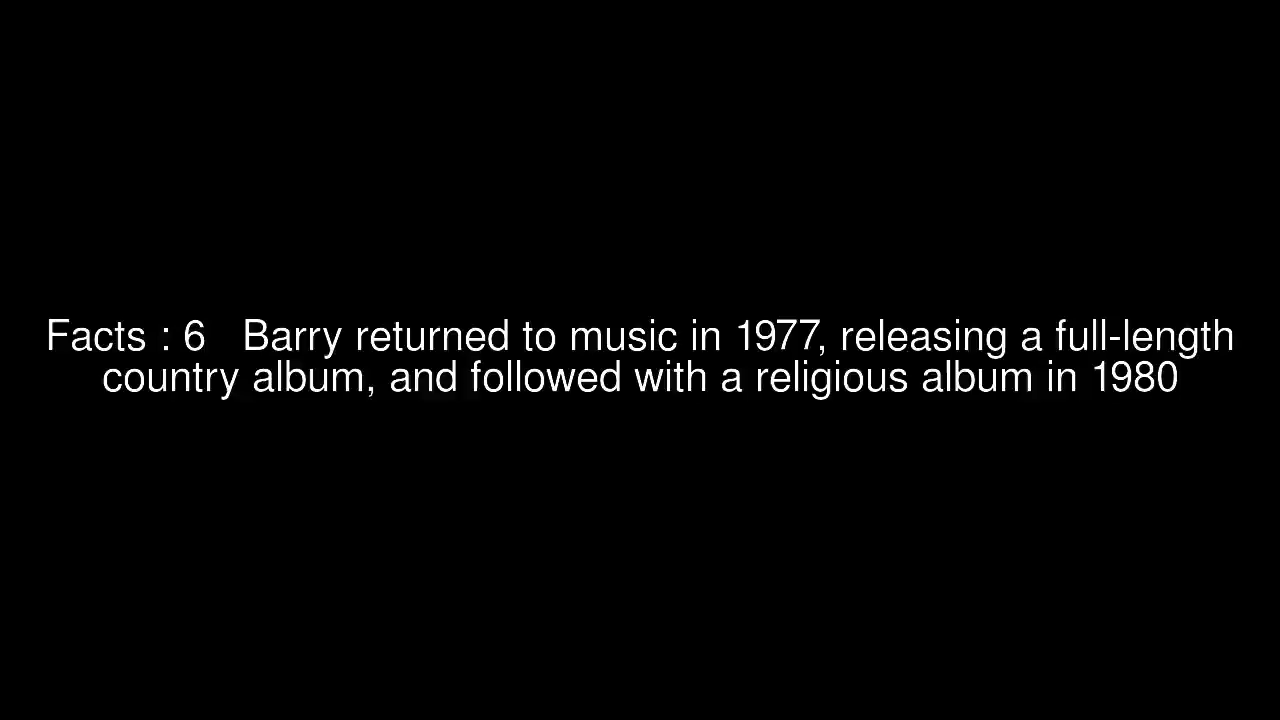 Facts : 6   Barry returned to music in 1977, releasing a full-length
country album, and followed with a religious album in 1980